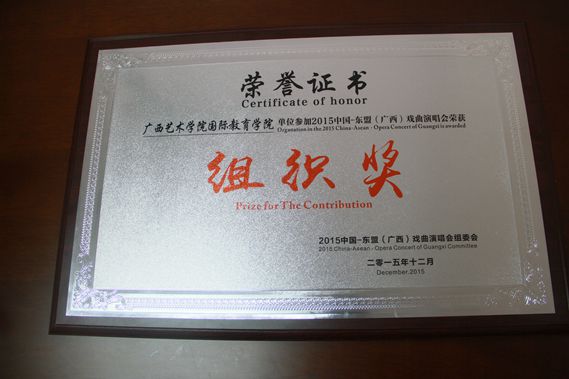 荣誉证书
Certificate of honor
广西艺术学院国际教育学院 单位参加2015中国-东盟（广西）戏曲演唱会荣获
Organation in the 2015 China-Asean - Opera Concert of Guangxi is awarded
组织奖
Prize for The Contribution
2015中国-东盟（广西）戏曲演唱会组委会
2015 China-Asean - Opera Concert of Guangxi Committee
二零一五年十二月
December.2015